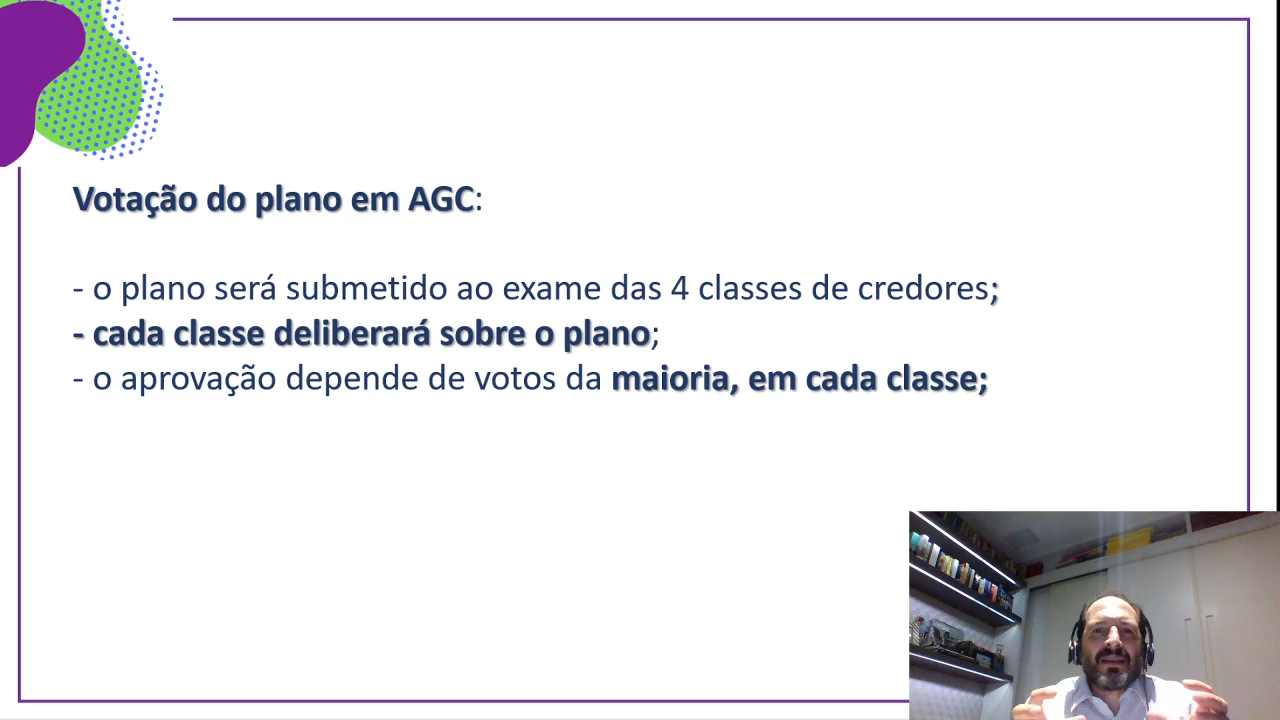 Votação do plano em AGC:
- o plano será submetido ao exame das 4 classes de credores;
- cada classe deliberará sobre o plano;
- o aprovação depende de votos da maioria, em cada classe;